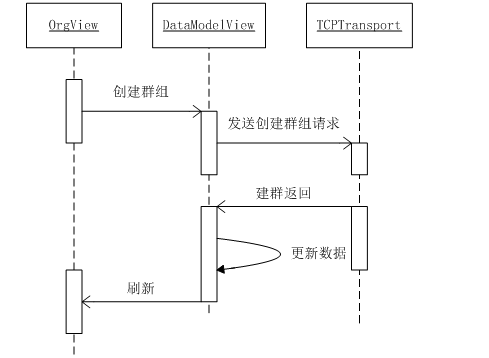 OrgView DataModelView TCPTransport
创建群组
发送创建群组请求
建群返回
更新数据
刷新